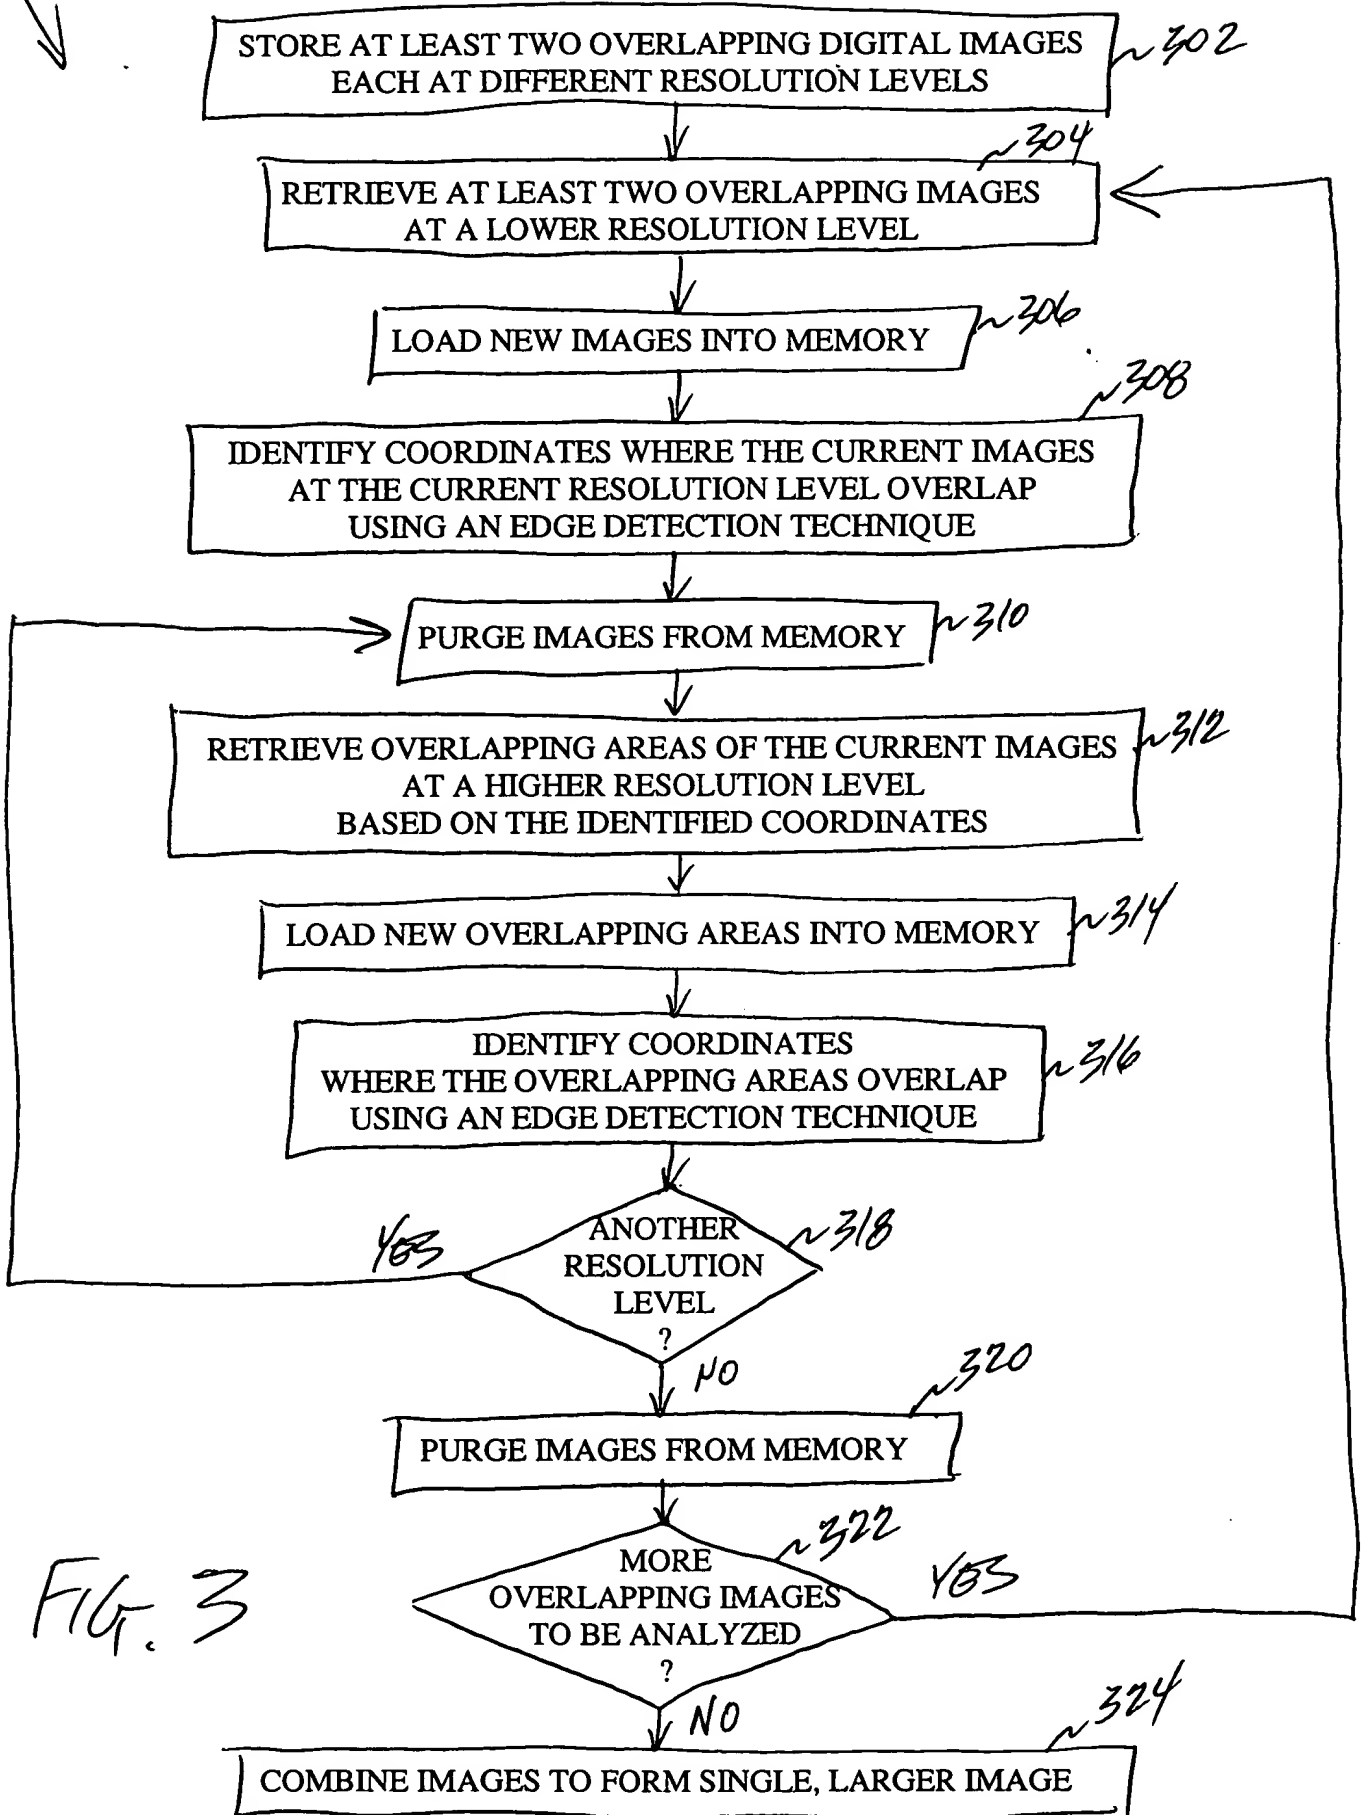 STORE AT LEAST TWO OVERLAPPING DIGITAL IMAGES
EACH AT DIFFERENT RESOLUTION LEVELS
302
304
RETRIEVE AT LEAST TWO OVERLAPPING IMAGES
AT A LOWER RESOLUTION LEVEL
306
LOAD NEW IMAGES INTO MEMORY
308
IDENTIFY COORDINATES WHERE THE CURRENT IMAGES
AT THE CURRENT RESOLUTION LEVEL OVERLAP
USING AN EDGE DETECTION TECHNIQUE
PURGE IMAGES FROM MEMORY
310
RETRIEVE OVERLAPPING AREAS OF THE CURRENT IMAGES
AT A HIGHER RESOLUTION LEVEL
BASED ON THE IDENTIFIED COORDINATES
312
LOAD NEW OVERLAPPING AREAS INTO MEMORY
314
IDENTIFY COORDINATES
WHERE THE OVERLAPPING AREAS OVERLAP
USING AN EDGE DETECTION TECHNIQUE
316
YES
ANOTHER
RESOLUTION
LEVEL
?
318
NO
320
PURGE IMAGES FROM MEMORY
322
MORE
OVERLAPPING IMAGES
TO BE ANALYZED
?
YES
FIG. 3
NO
324
COMBINE IMAGES TO FORM SINGLE, LARGER IMAGE